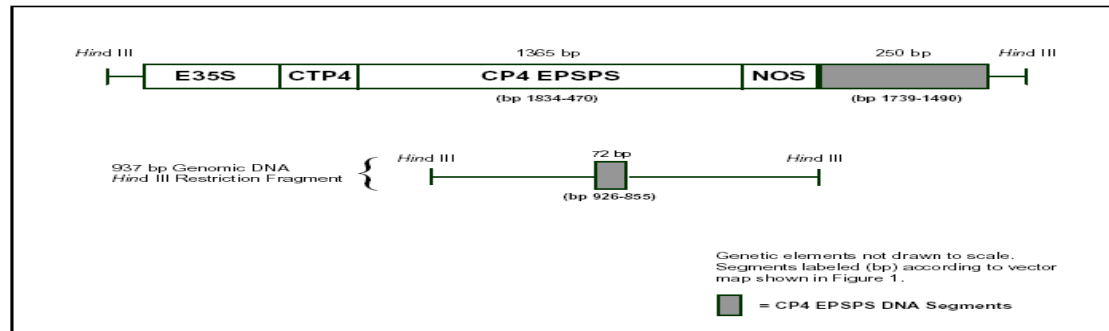 Hind III
1365 bp
250 bp
Hind III
E35S
CTP4
CP4 EPSPS
NOS
(bp 1834-470)
(bp 1739-1490)
937 bp Genomic DNA
Hind III Restriction Fragment
{
Hind III
72 bp
Hind III
(bp 926-855)
Genetic elements not drawn to scale.
Segments labeled (bp) according to vector
map shown in Figure 1.
= CP4 EPSPS DNA Segments